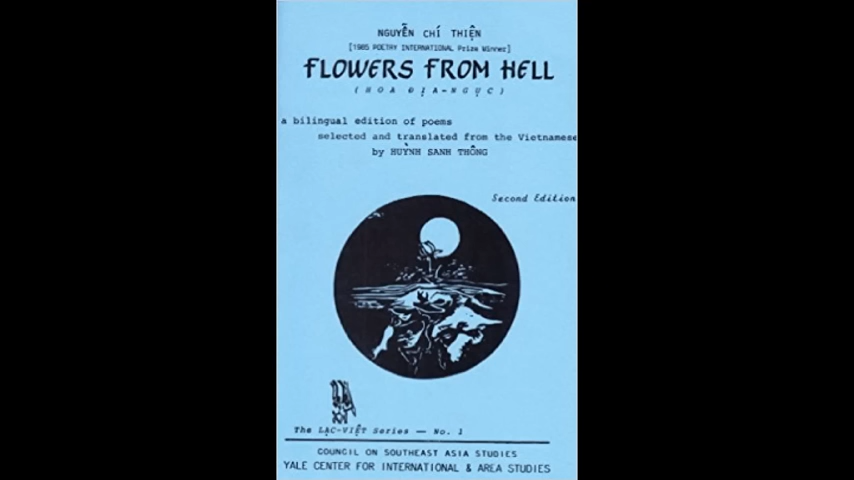 NGUYỄN CHÍ THIỆN
[1985 POETRY INTERNATIONAL Prize Winner]
FLOWERS FROM HELL
(HOA ĐỊA-NGỤC)
a bilingual edition of poems
selected and translated from the Vietnamese
by HUỲNH SANH THÔNG
Second Edition
The LẠC-VIỆT Series — No. 1
COUNCIL ON SOUTHEAST ASIA STUDIES
YALE CENTER FOR INTERNATIONAL & AREA STUDIES